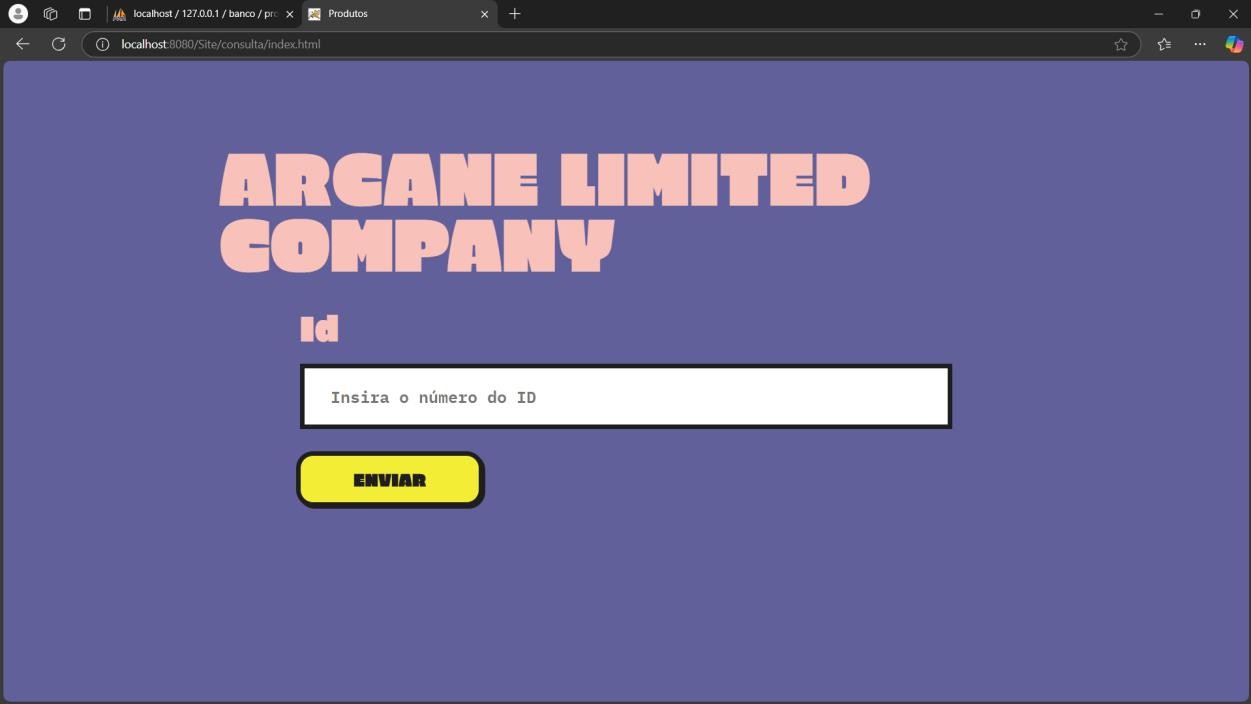 localhost / 127.0.0.1 / banco / pro
Produtos
localhost:8080/Site/consulta/index.html
ARCANE LIMITED
COMPANY
Id
Insira o número do ID
ENVIAR